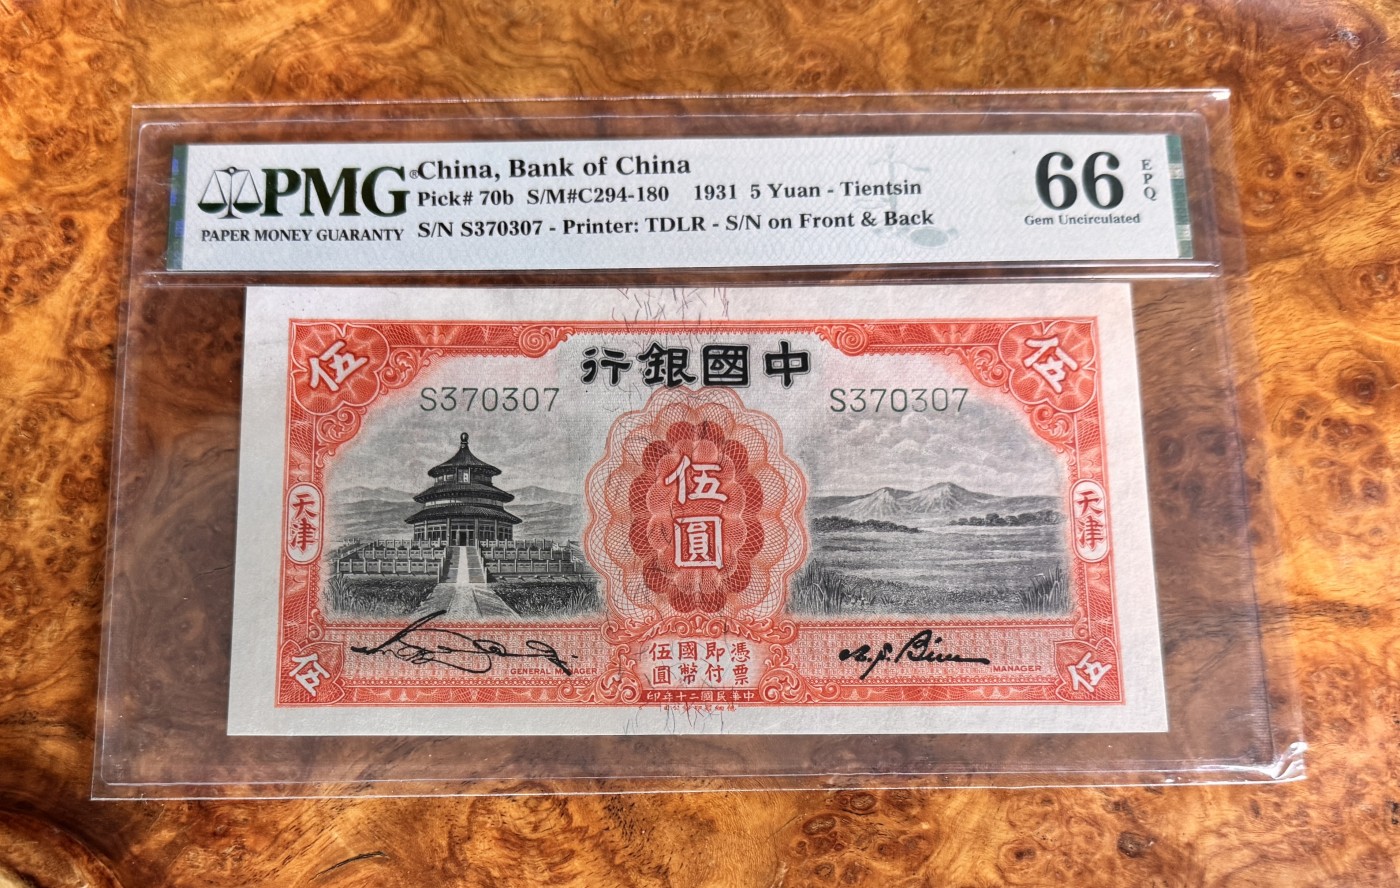 PMG®
PAPER MONEY GUARANTY
China, Bank of China
Pick# 70b S/M#C294-180 1931 5 Yuan - Tientsin
S/N S370307 - Printer: TDLR - S/N on Front & Back
66 EPQ
Gem Uncirculated
伍
行銀國中
伍
S370307
S370307
伍圓
天津
天津
憑票
即付
國幣
伍圓
GENERAL MANAGER
MANAGER
伍
印年十二國民華中
伍